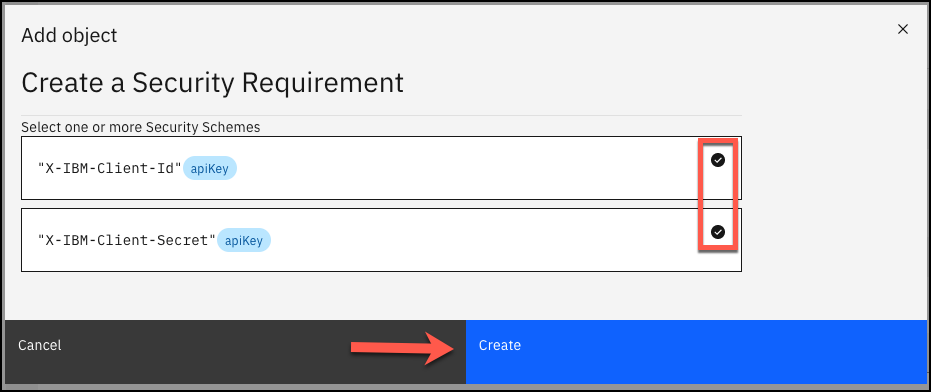 Add object
Create a Security Requirement
Select one or more Security Schemes
"X-IBM-Client-Id" apiKey
"X-IBM-Client-Secret" apiKey
Cancel
Create